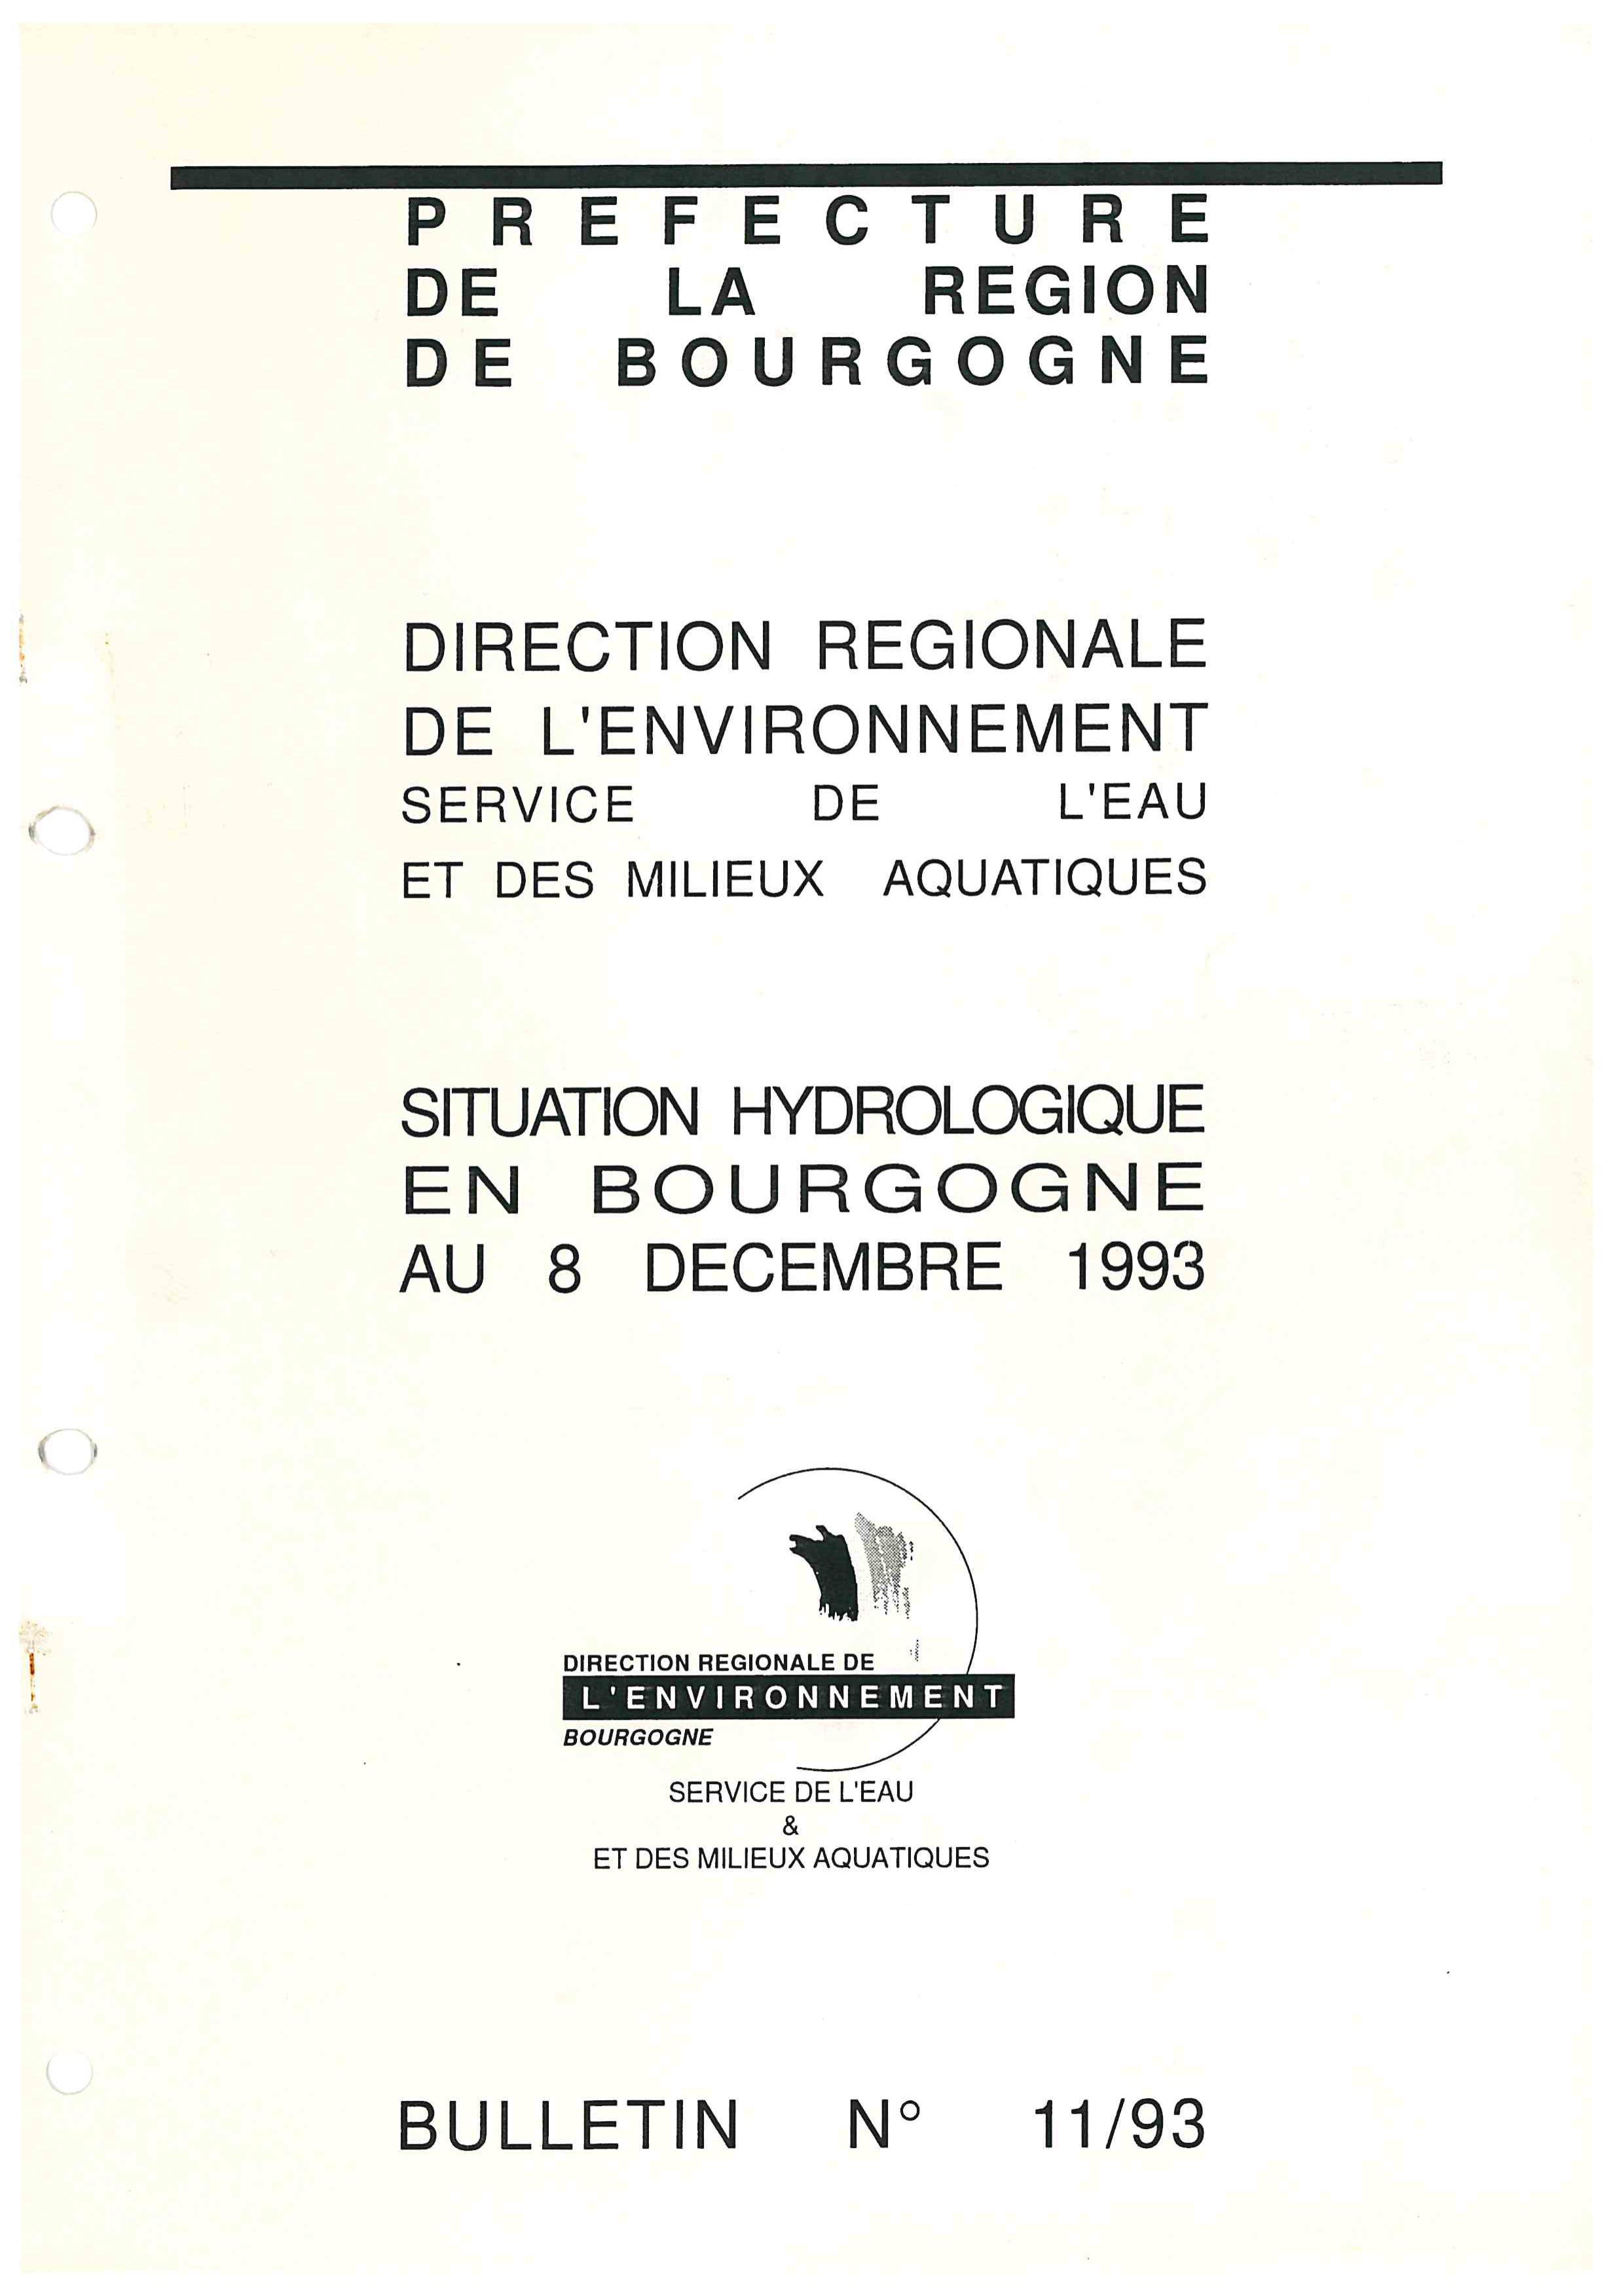 PREFECTURE
DE LA REGION
DE BOURGOGNE
DIRECTION REGIONALE
DE L'ENVIRONNEMENT
SERVICE DE L'EAU
ET DES MILIEUX AQUATIQUES
SITUATION HYDROLOGIQUE
EN BOURGOGNE
AU 8 DECEMBRE 1993
DIRECTION REGIONALE DE
L'ENVIRONNEMENT
BOURGOGNE
SERVICE DE L'EAU
&
ET DES MILIEUX AQUATIQUES
BULLETIN N° 11/93